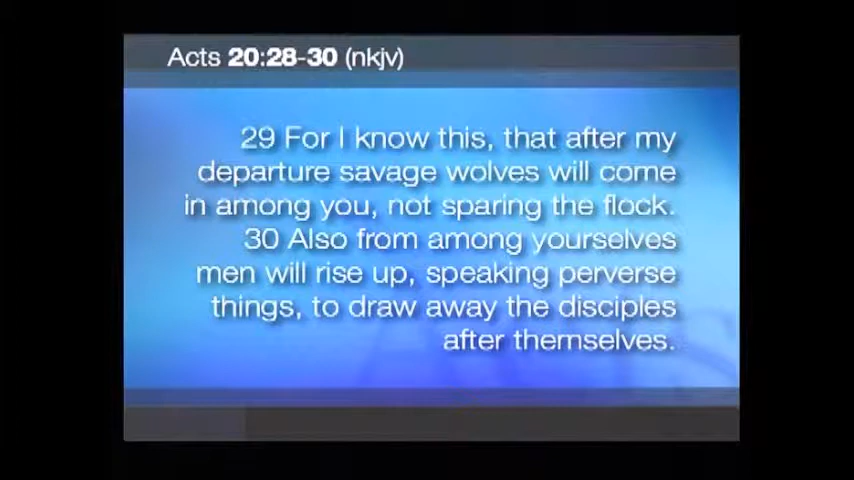 Acts 20:28-30 (nkjv)
29 For I know this, that after my
departure savage wolves will come
in among you, not sparing the flock.
30 Also from among yourselves
men will rise up, speaking perverse
things, to draw away the disciples
after themselves.